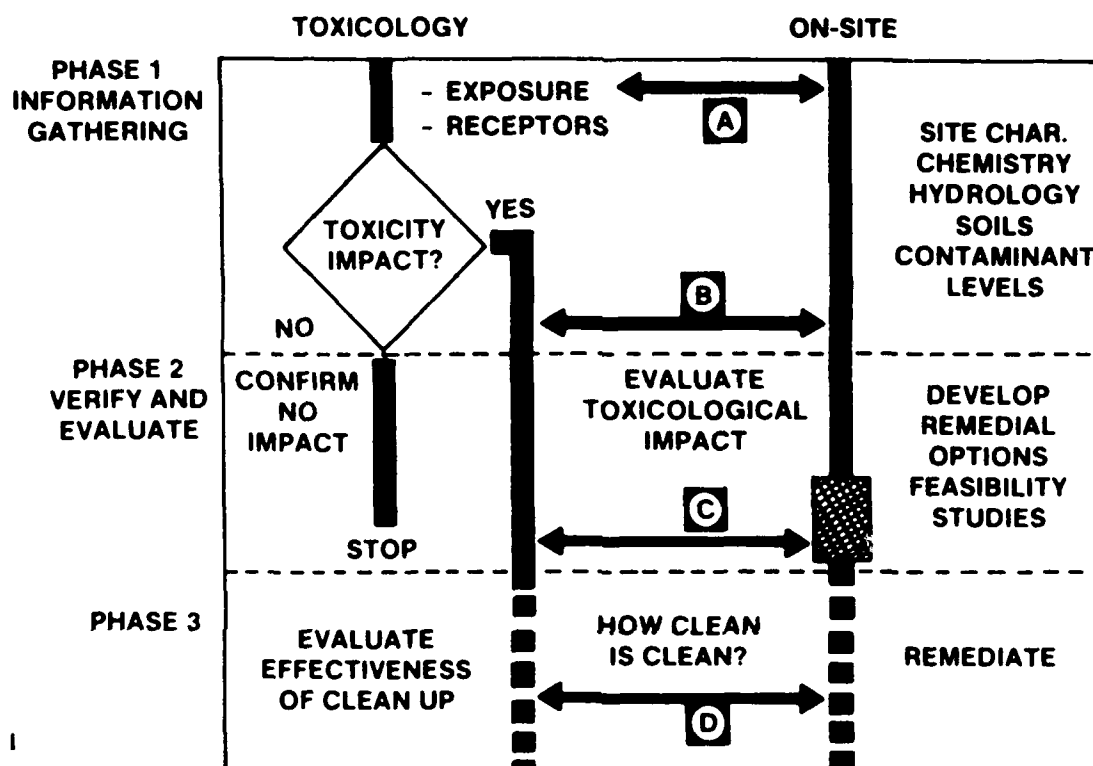 TOXICOLOGY
ON-SITE
PHASE 1
INFORMATION
GATHERING
- EXPOSURE
- RECEPTORS
A
SITE CHAR.
CHEMISTRY
HYDROLOGY
SOILS
CONTAMINANT
LEVELS
TOXICITY
IMPACT?
YES
B
NO
PHASE 2
VERIFY AND
EVALUATE
CONFIRM
NO
IMPACT
EVALUATE
TOXICOLOGICAL
IMPACT
DEVELOP
REMEDIAL
OPTIONS
FEASIBILITY
STUDIES
C
STOP
PHASE 3
EVALUATE
EFFECTIVENESS
OF CLEAN UP
HOW CLEAN
IS CLEAN?
REMEDIATE
D